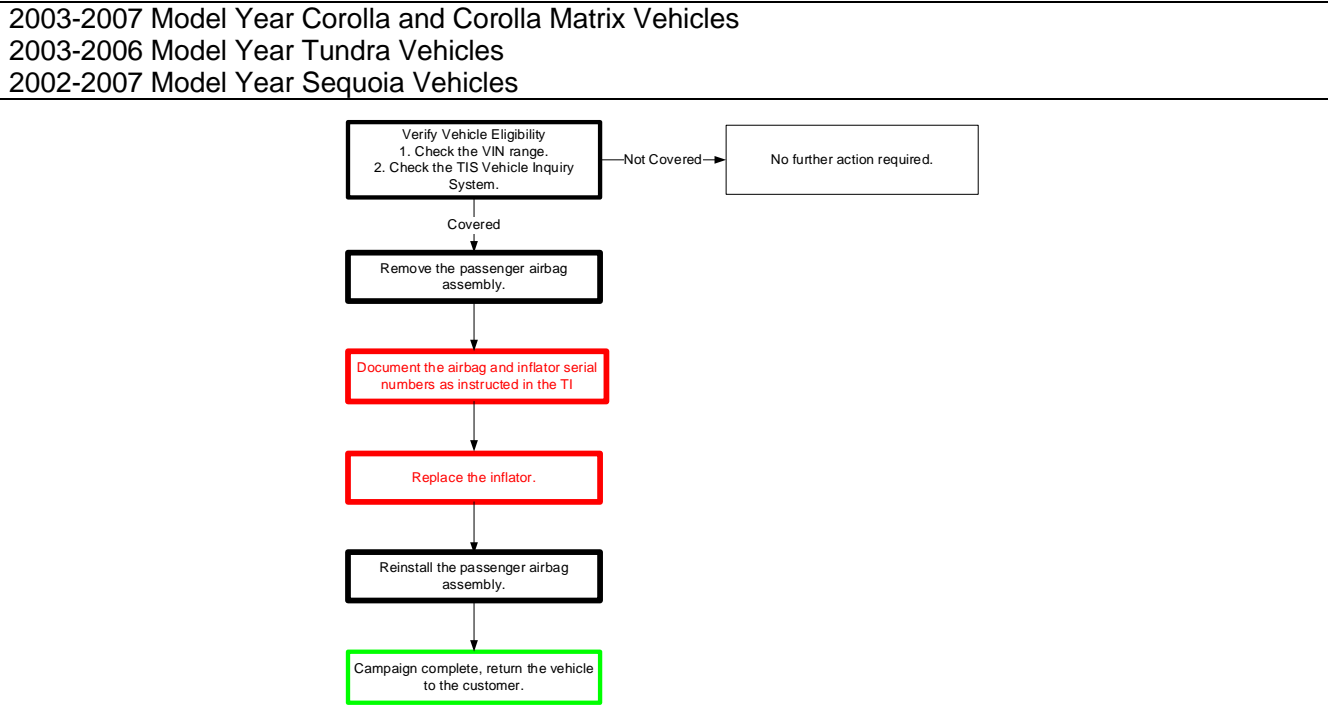 2003-2007 Model Year Corolla and Corolla Matrix Vehicles
2003-2006 Model Year Tundra Vehicles
2002-2007 Model Year Sequoia Vehicles
Verify Vehicle Eligibility
1. Check the VIN range.
2. Check the TIS Vehicle Inquiry
System.
Not Covered
No further action required.
Covered
Remove the passenger airbag
assembly.
Document the airbag and inflator serial
numbers as instructed in the TI
Replace the inflator.
Reinstall the passenger airbag
assembly.
Campaign complete, return the vehicle
to the customer.